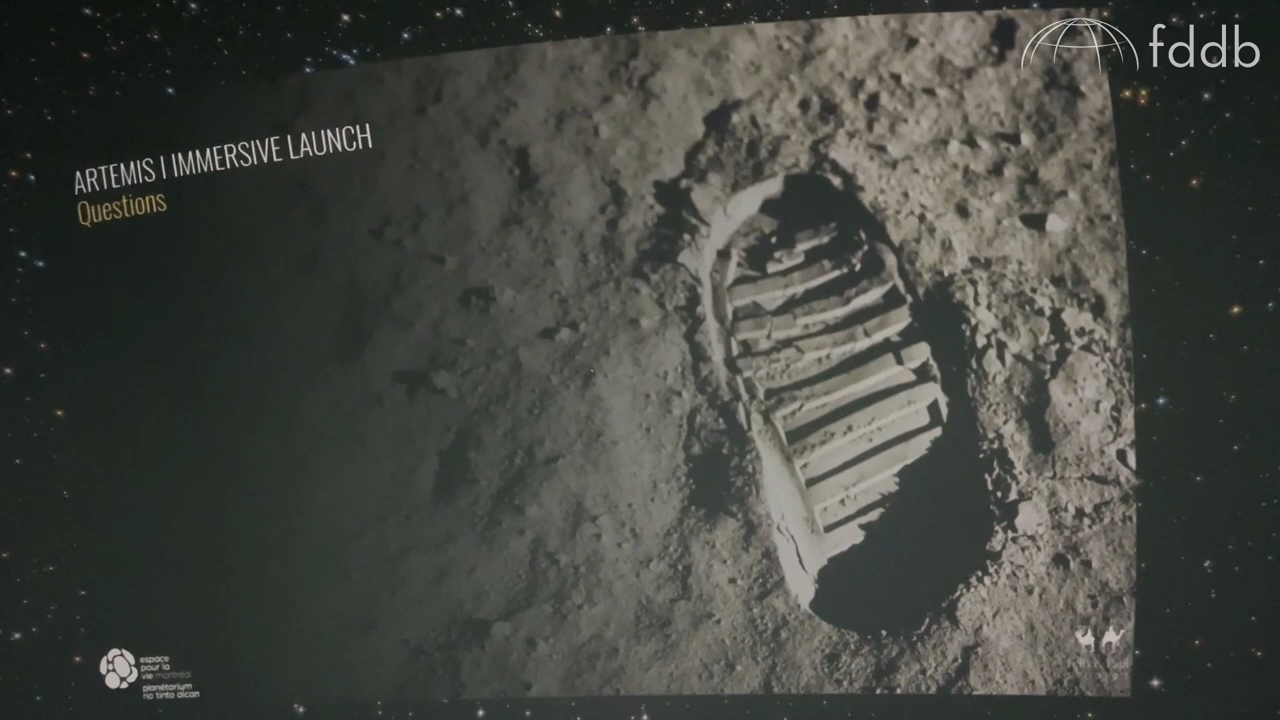 fddb
ARTEMIS I IMMERSIVE LAUNCH
Questions
espace
pour la
vie montréal
planétarium
rio tinto alcan